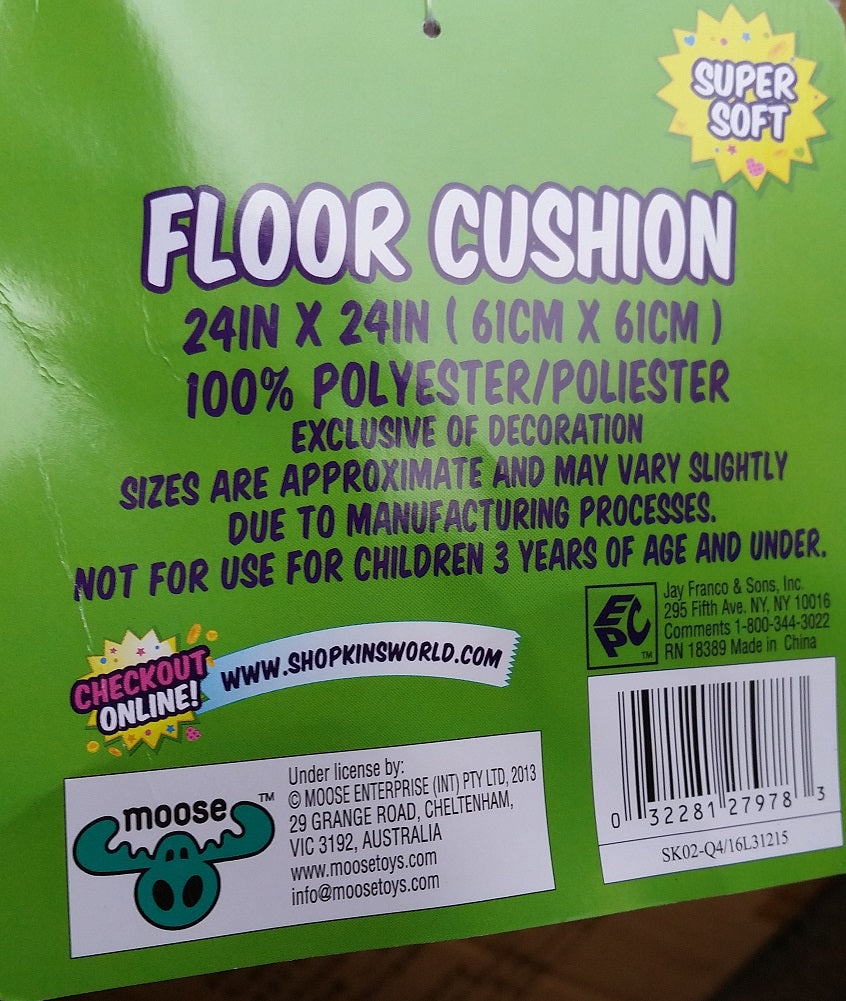 SUPER
SOFT
FLOOR CUSHION
24IN X 24IN ( 61CM X 61CM )
100% POLYESTER/POLIESTER
EXCLUSIVE OF DECORATION
SIZES ARE APPROXIMATE AND MAY VARY SLIGHTLY
DUE TO MANUFACTURING PROCESSES.
NOT FOR USE FOR CHILDREN 3 YEARS OF AGE AND UNDER.
EPC TM
Jay Franco & Sons, Inc.
295 Fifth Ave. NY, NY 10016
Comments 1-800-344-3022
RN 18389 Made in China
CHECKOUT
ONLINE!
WWW.SHOPKINSWORLD.COM
moose TM
Under license by:
© MOOSE ENTERPRISE (INT) PTY LTD, 2013
29 GRANGE ROAD, CHELTENHAM,
VIC 3192, AUSTRALIA
www.moosetoys.com
info@moosetoys.com
0 32281 27978 3
SK02-Q4/16L31215